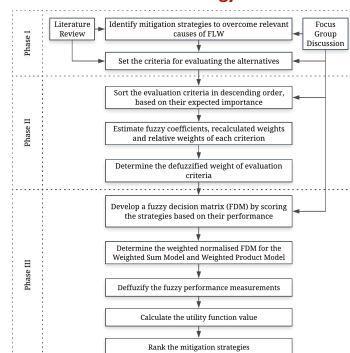 Literature
Review
Identify mitigation strategies to overcome relevant
causes of FLW
Focus
Group
Discussion
Phase I
Set the criteria for evaluating the alternatives
Sort the evaluation criteria in descending order,
based on their expected importance
Phase II
Estimate fuzzy coefficients, recalculated weights
and relative weights of each criterion
Determine the defuzzified weight of evaluation
criteria
Develop a fuzzy decision matrix (FDM) by scoring
the strategies based on their performance
Determine the weighted normalised FDM for the
Weighted Sum Model and Weighted Product Model
Phase III
Deffuzify the fuzzy performance measurements
Calculate the utility function value
Rank the mitigation strategies